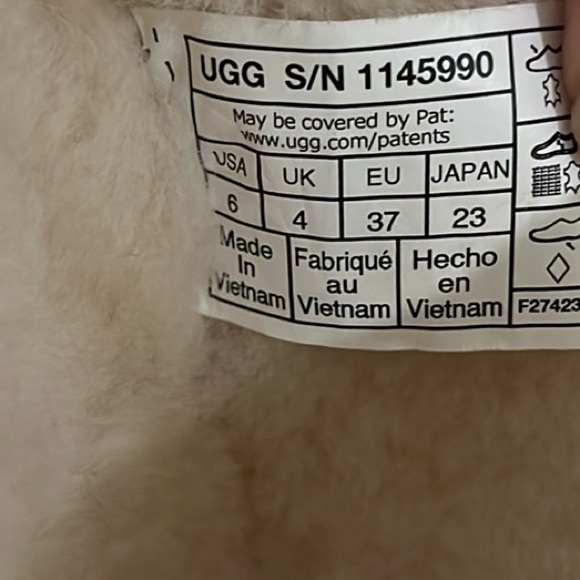 UGG S/N 1145990
May be covered by Pat:
www.ugg.com/patents
USA UK EU JAPAN
6 4 37 23
Made In Vietnam
Fabriqué au Vietnam
Hecho en Vietnam
F27423